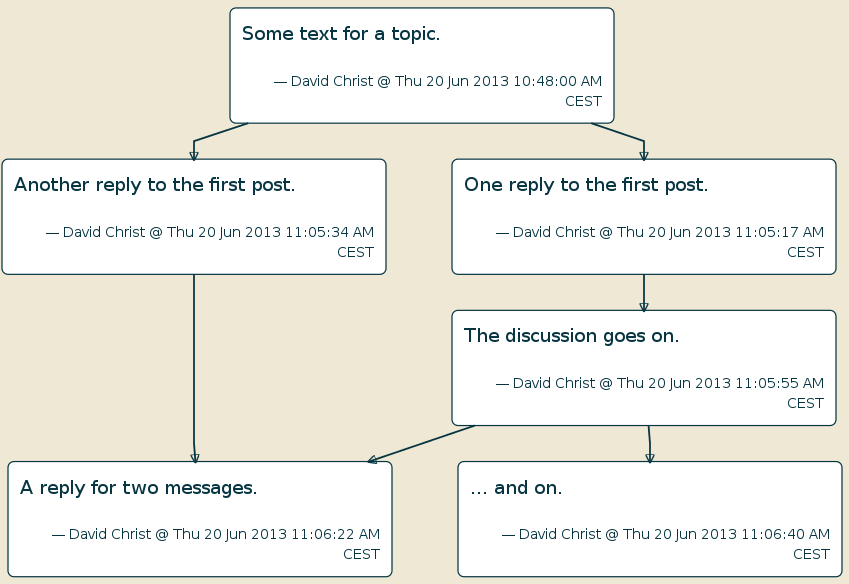 Some text for a topic.
— David Christ @ Thu 20 Jun 2013 10:48:00 AM
CEST
Another reply to the first post.
— David Christ @ Thu 20 Jun 2013 11:05:34 AM
CEST
One reply to the first post.
— David Christ @ Thu 20 Jun 2013 11:05:17 AM
CEST
The discussion goes on.
— David Christ @ Thu 20 Jun 2013 11:05:55 AM
CEST
A reply for two messages.
— David Christ @ Thu 20 Jun 2013 11:06:22 AM
CEST
... and on.
— David Christ @ Thu 20 Jun 2013 11:06:40 AM
CEST